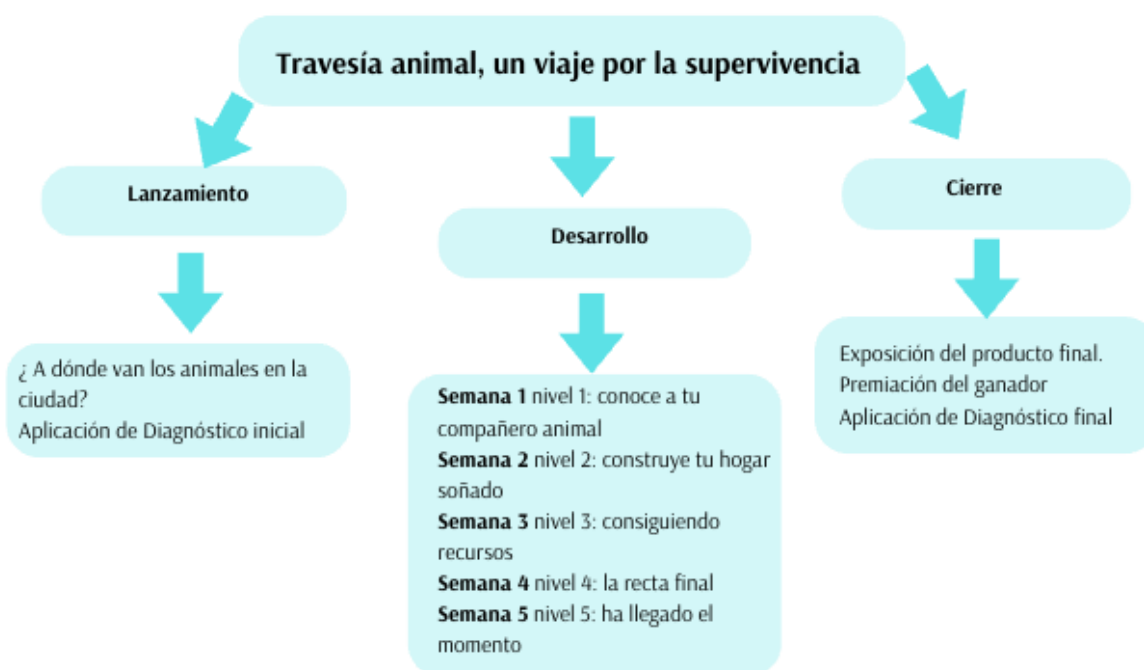 Travesía animal, un viaje por la supervivencia
Lanzamiento
¿ A dónde van los animales en la
ciudad?
Aplicación de Diagnóstico inicial
Desarrollo
Semana 1 nivel 1: conoce a tu
compañero animal
Semana 2 nivel 2: construye tu hogar
soñado
Semana 3 nivel 3: consiguiendo
recursos
Semana 4 nivel 4: la recta final
Semana 5 nivel 5: ha llegado el
momento
Cierre
Exposición del producto final.
Premiación del ganador
Aplicación de Diagnóstico final